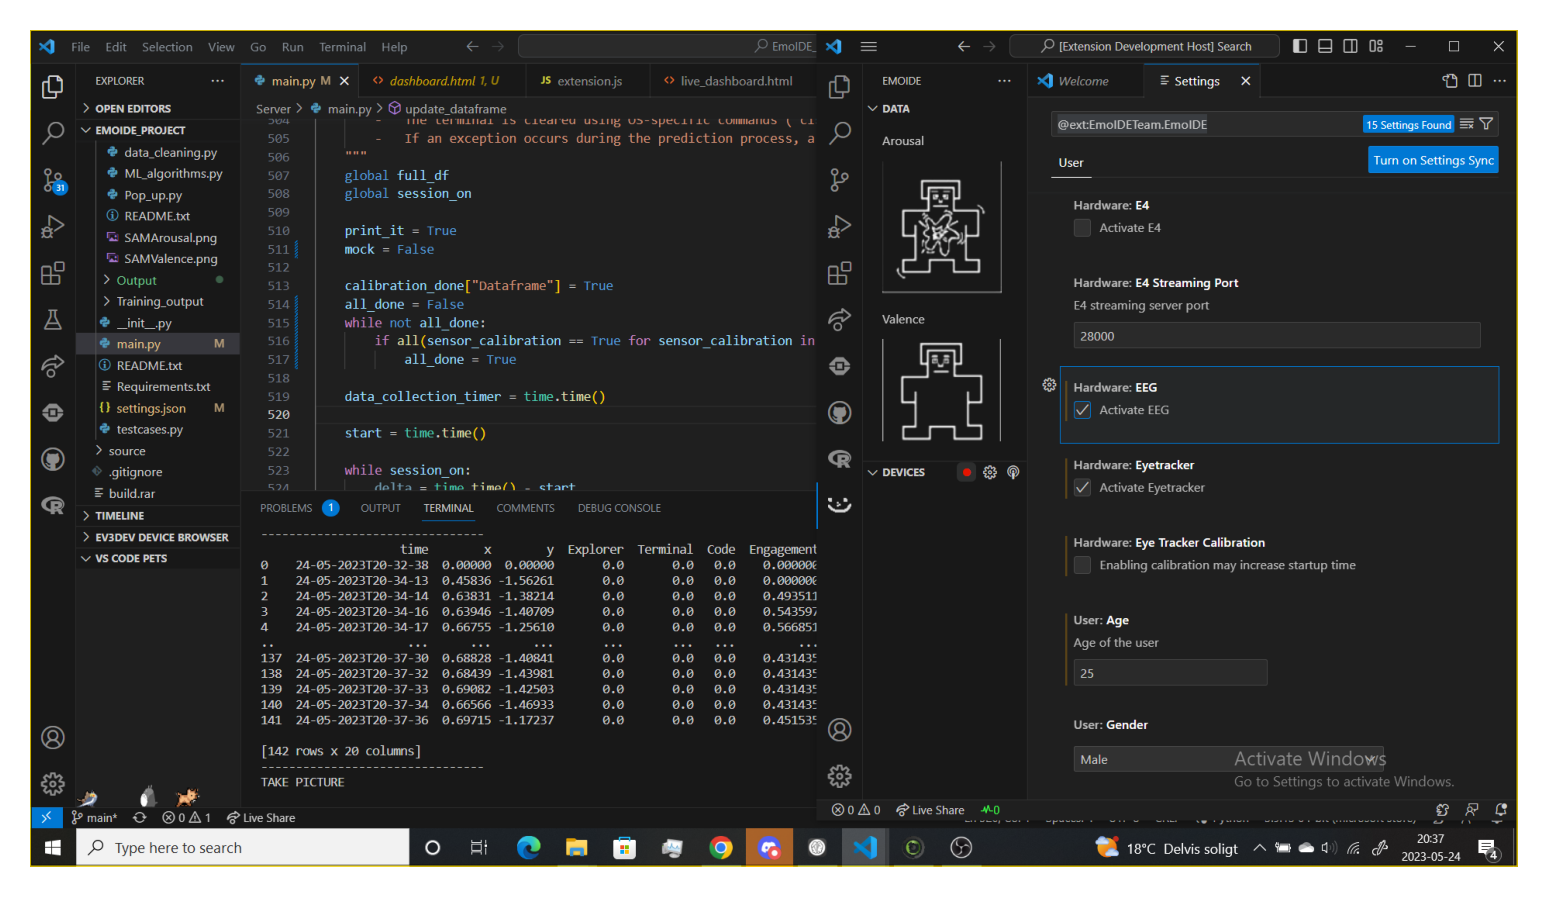 File Edit Selection View Go Run Terminal Help
EmoIDE_
EXPLORER
OPEN EDITORS
EMOIDE_PROJECT
data_cleaning.py
ML_algorithms.py
Pop_up.py
README.txt
SAMArousal.png
SAMValence.png
Output
Training_output
__init__.py
main.py M
README.txt
Requirements.txt
settings.json M
testcases.py
source
.gitignore
build.rar
TIMELINE
EV3DEV DEVICE BROWSER
VS CODE PETS
31
main.py M
dashboard.html 1, U
JS extension.js
live_dashboard.html
Server > main.py > update_dataframe
504 - The terminal is cleared using OS-specific commands ('cl
505 - If an exception occurs during the prediction process, a
506 """
507 global full_df
508 global session_on
509
510 print_it = True
511 mock = False
512
513 calibration_done["Dataframe"] = True
514 all_done = False
515 while not all_done:
516 if all(sensor_calibration == True for sensor_calibration in
517 all_done = True
518
519 data_collection_timer = time.time()
520
521 start = time.time()
522
523 while session_on:
524 delta = time.time() - start
PROBLEMS 1 OUTPUT TERMINAL COMMENTS DEBUG CONSOLE
--------------------------------
time x y Explorer Terminal Code Engagement
0 24-05-2023T20-32-38 0.00000 0.00000 0.0 0.0 0.0 0.000000
1 24-05-2023T20-34-13 0.45836 -1.56261 0.0 0.0 0.0 0.000000
2 24-05-2023T20-34-14 0.63831 -1.38214 0.0 0.0 0.0 0.493511
3 24-05-2023T20-34-16 0.63946 -1.40709 0.0 0.0 0.0 0.543597
4 24-05-2023T20-34-17 0.66755 -1.25610 0.0 0.0 0.0 0.566851
.. ... ... ... ... ... ... ...
137 24-05-2023T20-37-30 0.68828 -1.40841 0.0 0.0 0.0 0.431435
138 24-05-2023T20-37-32 0.68439 -1.43981 0.0 0.0 0.0 0.431435
139 24-05-2023T20-37-33 0.69082 -1.42503 0.0 0.0 0.0 0.431435
140 24-05-2023T20-37-34 0.66566 -1.46933 0.0 0.0 0.0 0.431435
141 24-05-2023T20-37-36 0.69715 -1.17237 0.0 0.0 0.0 0.451535
[142 rows x 20 columns]
--------------------------------
TAKE PICTURE
main* 0 1 Live Share
[Extension Development Host] Search
EMOIDE
DATA
Arousal
Valence
DEVICES
Welcome
Settings
@ext:EmoIDETeam.EmoIDE
15 Settings Found
User
Turn on Settings Sync
Hardware: E4
Activate E4
Hardware: E4 Streaming Port
E4 streaming server port
28000
Hardware: EEG
Activate EEG
Hardware: Eyetracker
Activate Eyetracker
Hardware: Eye Tracker Calibration
Enabling calibration may increase startup time
User: Age
Age of the user
25
User: Gender
Male
Activate Windows
Go to Settings to activate Windows.
0 0 Live Share 0
Type here to search
18°C Delvis soligt
20:37
2023-05-24
4